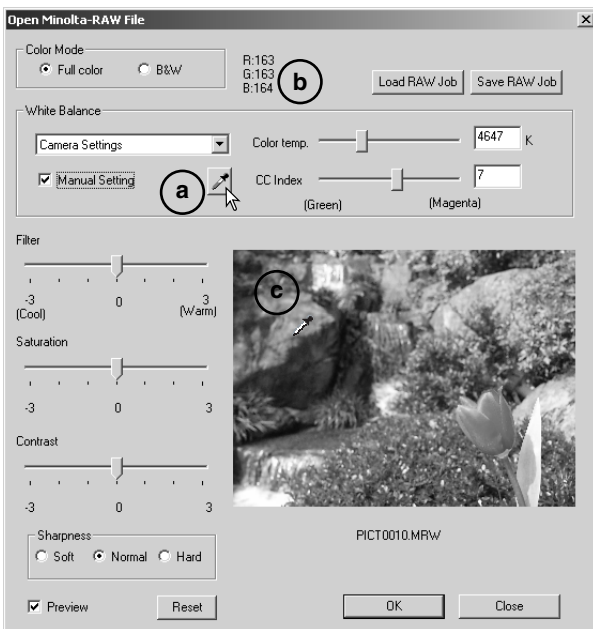 Open Minolta-RAW File
Color Mode
Full color B&W
R:163
G:163
B:164
b
Load RAW Job Save RAW Job
White Balance
Camera Settings
Color temp. 4647 K
Manual Setting
a
CC Index 7
(Green) (Magenta)
Filter
-3 0 3
(Cool) (Warm)
c
Saturation
-3 0 3
Contrast
-3 0 3
Sharpness
Soft Normal Hard
PICT0010.MRW
Preview Reset OK Close